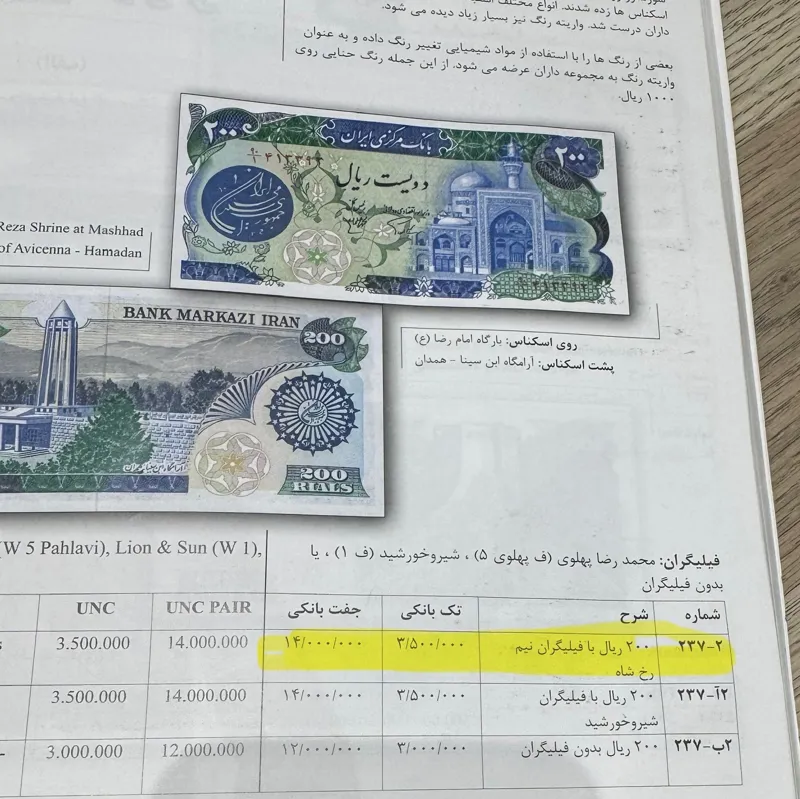 اسکناس ها زده شدند. انواع مختلف
داران درست شد. واریته رنگ نیز بسیار زیاد دیده می شود.
بعضی از رنگ ها را با استفاده از مواد شیمیایی تغییر رنگ داده و به عنوان
واریته رنگ به مجموعه داران عرضه می شود. از این جمله رنگ حنایی روی
۱۰۰۰ ریال.
بانک مرکزی ایران
۲۰۰
۲۰۰
دویست ریال
Reza Shrine at Mashhad
of Avicenna - Hamadan
روی اسکناس: بارگاه امام رضا (ع)
پشت اسکناس: آرامگاه ابن سینا - همدان
BANK MARKAZI IRAN
200
200
RIALS
فیلیگران: محمد رضا پهلوی (ف پهلوی ۵) ، شیروخورشید (ف ۱) ، یا
بدون فیلیگران
(W 5 Pahlavi), Lion & Sun (W 1),
شماره شرح تک بانکی جفت بانکی UNC PAIR UNC
۲-۲۳۷ ۲۰۰ ریال با فیلیگران نیم ۳/۵۰۰/۰۰۰ ۱۴/۰۰۰/۰۰۰ 14.000.000 3.500.000
رخ شاه
۲آ-۲۳۷ ۲۰۰ ریال با فیلیگران ۳/۵۰۰/۰۰۰ ۱۴/۰۰۰/۰۰۰ 14.000.000 3.500.000
شیروخورشید
۲ب-۲۳۷ ۲۰۰ ریال بدون فیلیگران ۳/۰۰۰/۰۰۰ ۱۲/۰۰۰/۰۰۰ 12.000.000 3.000.000